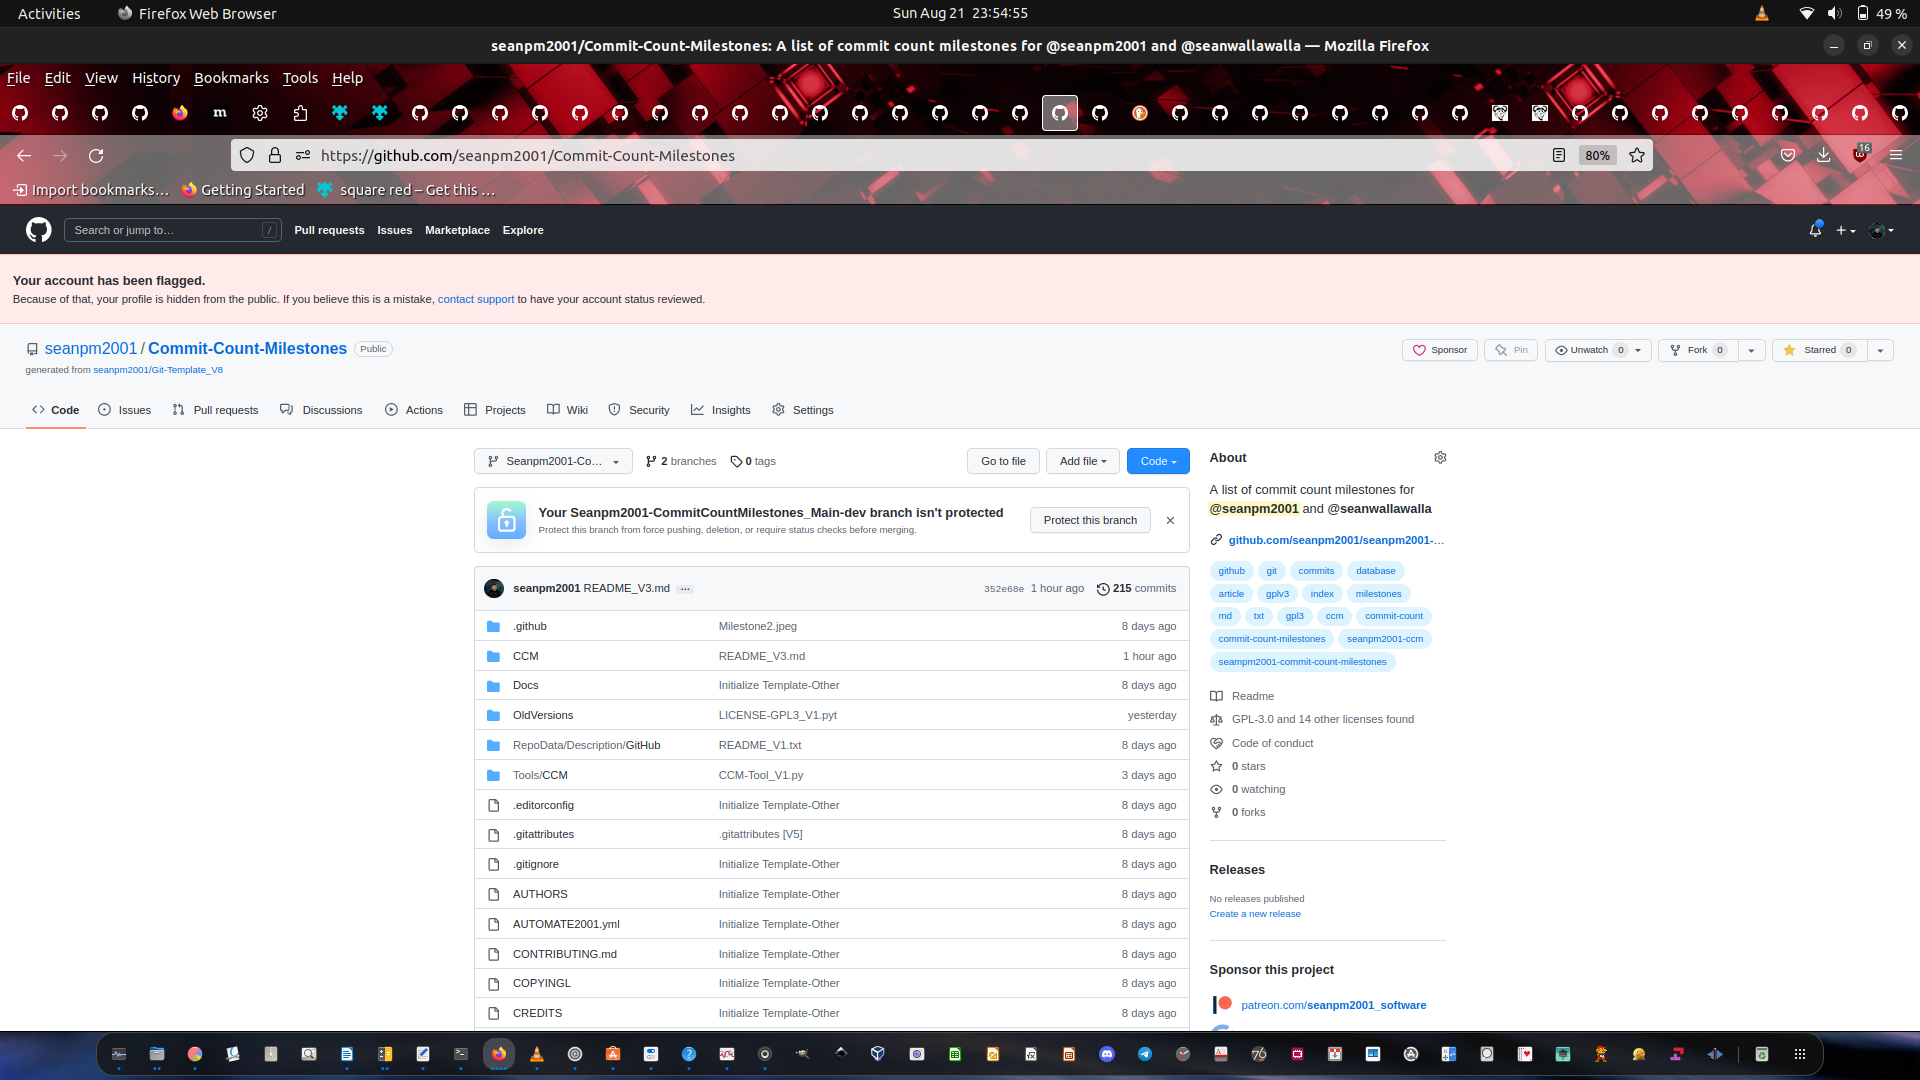 Activities
Firefox Web Browser
Sun Aug 21 23:54:55
49 %
seanpm2001/Commit-Count-Milestones: A list of commit count milestones for @seanpm2001 and @seanwallawalla — Mozilla Firefox
File Edit View History Bookmarks Tools Help
m
https://github.com/seanpm2001/Commit-Count-Milestones
80%
16
Import bookmarks… Getting Started square red – Get this …
Search or jump to… /
Pull requests Issues Marketplace Explore
Your account has been flagged.
Because of that, your profile is hidden from the public. If you believe this is a mistake, contact support to have your account status reviewed.
seanpm2001 / Commit-Count-Milestones Public
Sponsor Pin Unwatch 0 Fork 0 Starred 0
generated from seanpm2001/Git-Template_V8
Code Issues Pull requests Discussions Actions Projects Wiki Security Insights Settings
Seanpm2001-Co… 2 branches 0 tags
Go to file Add file Code
Your Seanpm2001-CommitCountMilestones_Main-dev branch isn't protected
Protect this branch from force pushing, deletion, or require status checks before merging.
Protect this branch
seanpm2001 README_V3.md … 352e68e 1 hour ago 215 commits
.github Milestone2.jpeg 8 days ago
CCM README_V3.md 1 hour ago
Docs Initialize Template-Other 8 days ago
OldVersions LICENSE-GPL3_V1.pyt yesterday
RepoData/Description/GitHub README_V1.txt 8 days ago
Tools/CCM CCM-Tool_V1.py 3 days ago
.editorconfig Initialize Template-Other 8 days ago
.gitattributes .gitattributes [V5] 8 days ago
.gitignore Initialize Template-Other 8 days ago
AUTHORS Initialize Template-Other 8 days ago
AUTOMATE2001.yml Initialize Template-Other 8 days ago
CONTRIBUTING.md Initialize Template-Other 8 days ago
COPYINGL Initialize Template-Other 8 days ago
CREDITS Initialize Template-Other 8 days ago
About
A list of commit count milestones for
@seanpm2001 and @seanwallawalla
github.com/seanpm2001/seanpm2001-…
github git commits database
article gplv3 index milestones
md txt gpl3 ccm commit-count
commit-count-milestones seanpm2001-ccm
seampm2001-commit-count-milestones
Readme
GPL-3.0 and 14 other licenses found
Code of conduct
0 stars
0 watching
0 forks
Releases
No releases published
Create a new release
Sponsor this project
patreon.com/seanpm2001_software
76